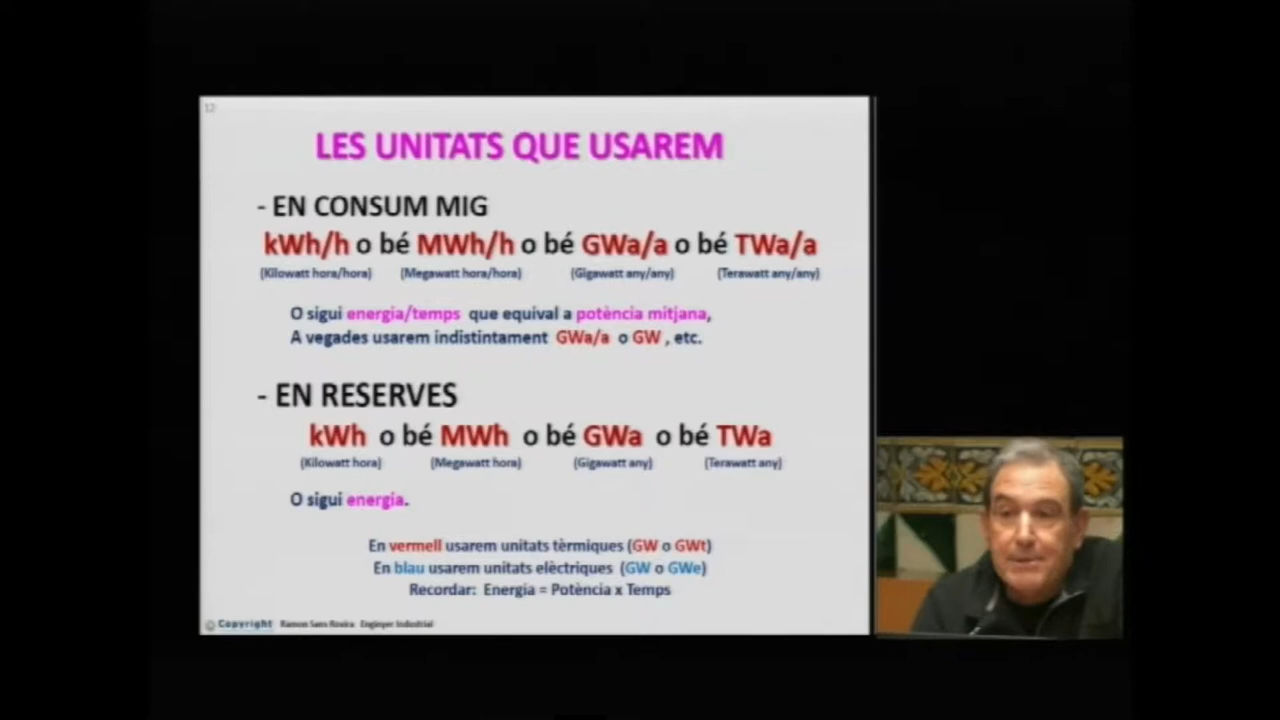 12
LES UNITATS QUE USAREM
- EN CONSUM MIG
kWh/h o bé MWh/h o bé GWa/a o bé TWa/a
(Kilowatt hora/hora) (Megawatt hora/hora) (Gigawatt any/any) (Terawatt any/any)
O sigui energia/temps que equival a potència mitjana,
A vegades usarem indistintament GWa/a o GW , etc.
- EN RESERVES
kWh o bé MWh o bé GWa o bé TWa
(Kilowatt hora) (Megawatt hora) (Gigawatt any) (Terawatt any)
O sigui energia.
En vermell usarem unitats tèrmiques (GW o GWt)
En blau usarem unitats elèctriques (GW o GWe)
Recordar: Energia = Potència x Temps
© Copyright Ramon Sans Rovira Enginyer Industrial